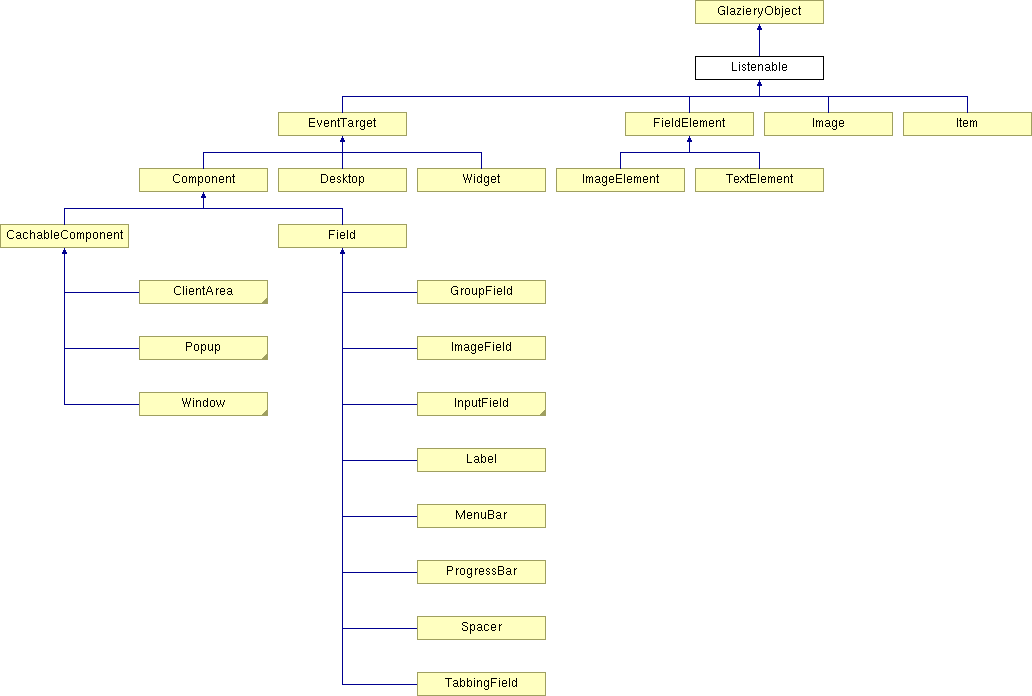 GlazieryObject
Listenable
EventTarget
FieldElement
Image
Item
Component
Desktop
Widget
ImageElement
TextElement
CachableComponent
Field
ClientArea
GroupField
Popup
ImageField
Window
InputField
Label
MenuBar
ProgressBar
Spacer
TabbingField